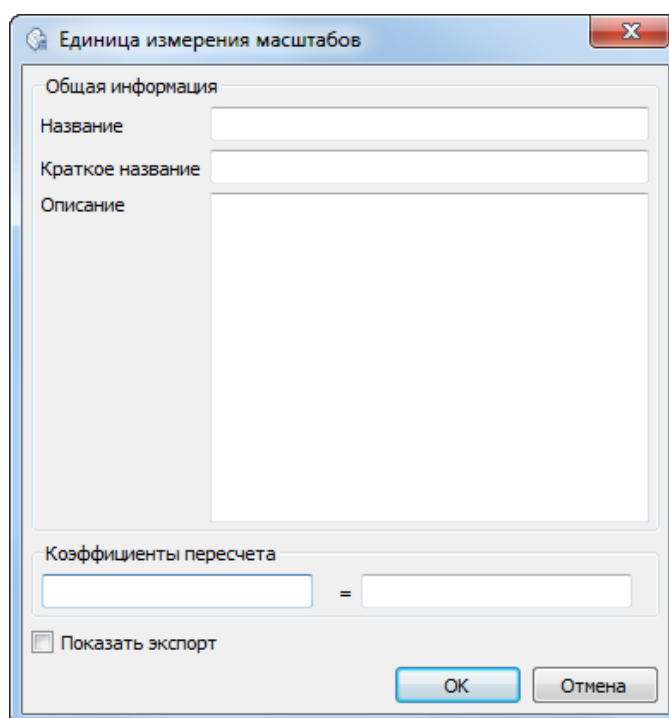 Единица измерения масштабов
Общая информация
Название
Краткое название
Описание
Коэффициенты пересчета
=
Показать экспорт
OK
Отмена